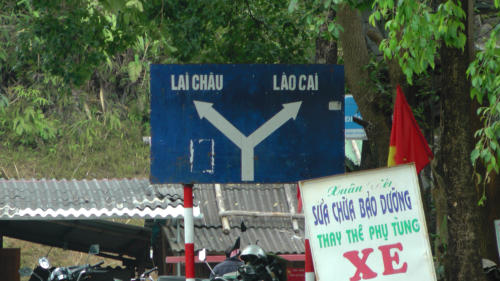 LAI CHÂU
LÀO CAI
Xuân
SỬA CHỮA BẢO DƯỠNG
THAY THẾ PHỤ TÙNG
XE